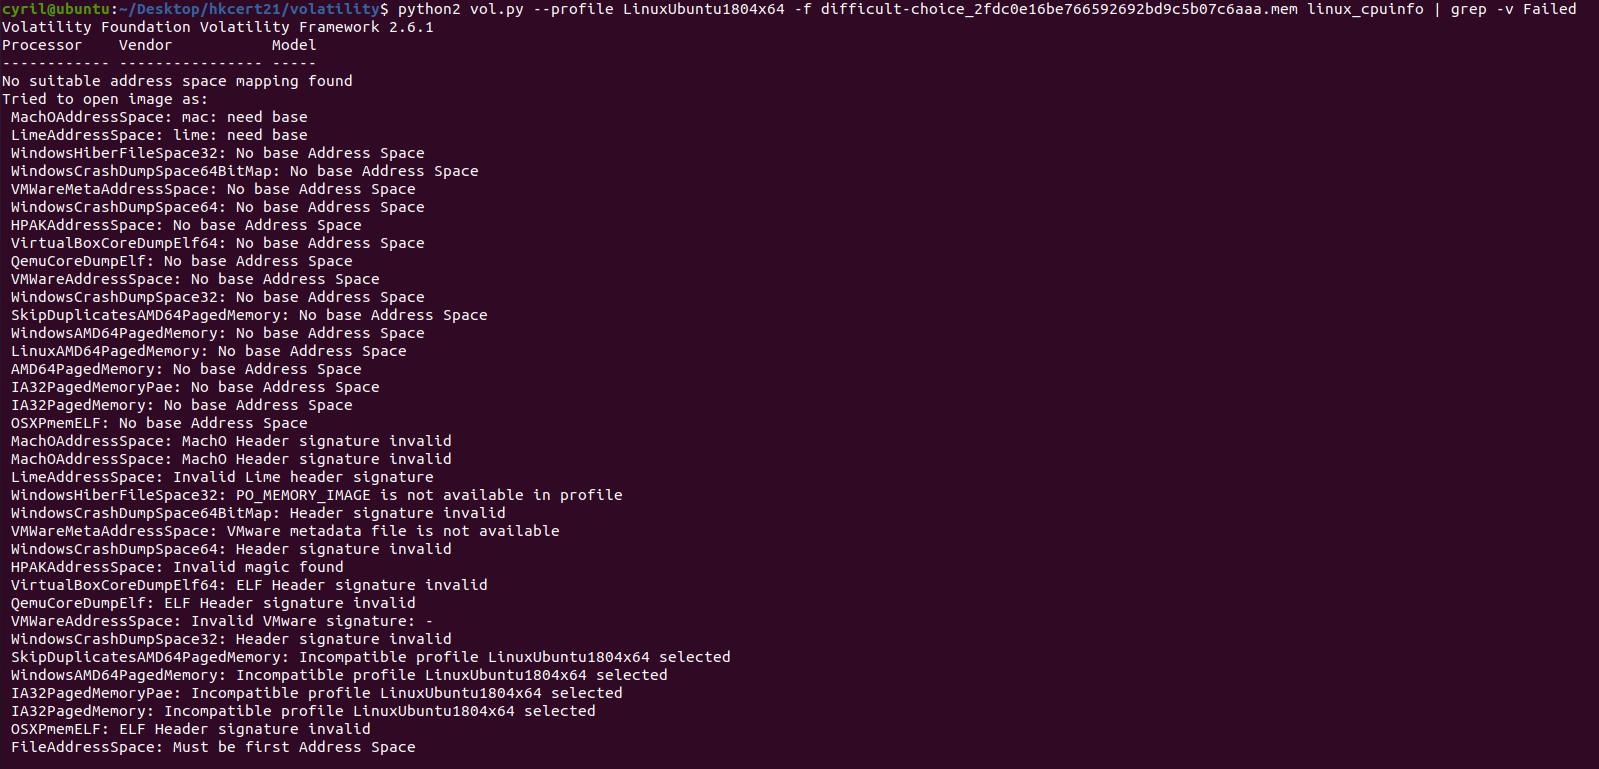 cyril@ubuntu:~/Desktop/hkcert21/volatility$ python2 vol.py --profile LinuxUbuntu1804x64 -f difficult-choice_2fdc0e16be766592692bd9c5b07c6aaa.mem linux_cpuinfo | grep -v Failed
Volatility Foundation Volatility Framework 2.6.1
Processor    Vendor           Model
------------ ---------------- -----
No suitable address space mapping found
Tried to open image as:
 MachOAddressSpace: mac: need base
 LimeAddressSpace: lime: need base
 WindowsHiberFileSpace32: No base Address Space
 WindowsCrashDumpSpace64BitMap: No base Address Space
 VMWareMetaAddressSpace: No base Address Space
 WindowsCrashDumpSpace64: No base Address Space
 HPAKAddressSpace: No base Address Space
 VirtualBoxCoreDumpElf64: No base Address Space
 QemuCoreDumpElf: No base Address Space
 VMWareAddressSpace: No base Address Space
 WindowsCrashDumpSpace32: No base Address Space
 SkipDuplicatesAMD64PagedMemory: No base Address Space
 WindowsAMD64PagedMemory: No base Address Space
 LinuxAMD64PagedMemory: No base Address Space
 AMD64PagedMemory: No base Address Space
 IA32PagedMemoryPae: No base Address Space
 IA32PagedMemory: No base Address Space
 OSXPmemELF: No base Address Space
 MachOAddressSpace: MachO Header signature invalid
 MachOAddressSpace: MachO Header signature invalid
 LimeAddressSpace: Invalid Lime header signature
 WindowsHiberFileSpace32: PO_MEMORY_IMAGE is not available in profile
 WindowsCrashDumpSpace64BitMap: Header signature invalid
 VMWareMetaAddressSpace: VMware metadata file is not available
 WindowsCrashDumpSpace64: Header signature invalid
 HPAKAddressSpace: Invalid magic found
 VirtualBoxCoreDumpElf64: ELF Header signature invalid
 QemuCoreDumpElf: ELF Header signature invalid
 VMWareAddressSpace: Invalid VMware signature: -
 WindowsCrashDumpSpace32: Header signature invalid
 SkipDuplicatesAMD64PagedMemory: Incompatible profile LinuxUbuntu1804x64 selected
 WindowsAMD64PagedMemory: Incompatible profile LinuxUbuntu1804x64 selected
 IA32PagedMemoryPae: Incompatible profile LinuxUbuntu1804x64 selected
 IA32PagedMemory: Incompatible profile LinuxUbuntu1804x64 selected
 OSXPmemELF: ELF Header signature invalid
 FileAddressSpace: Must be first Address Space